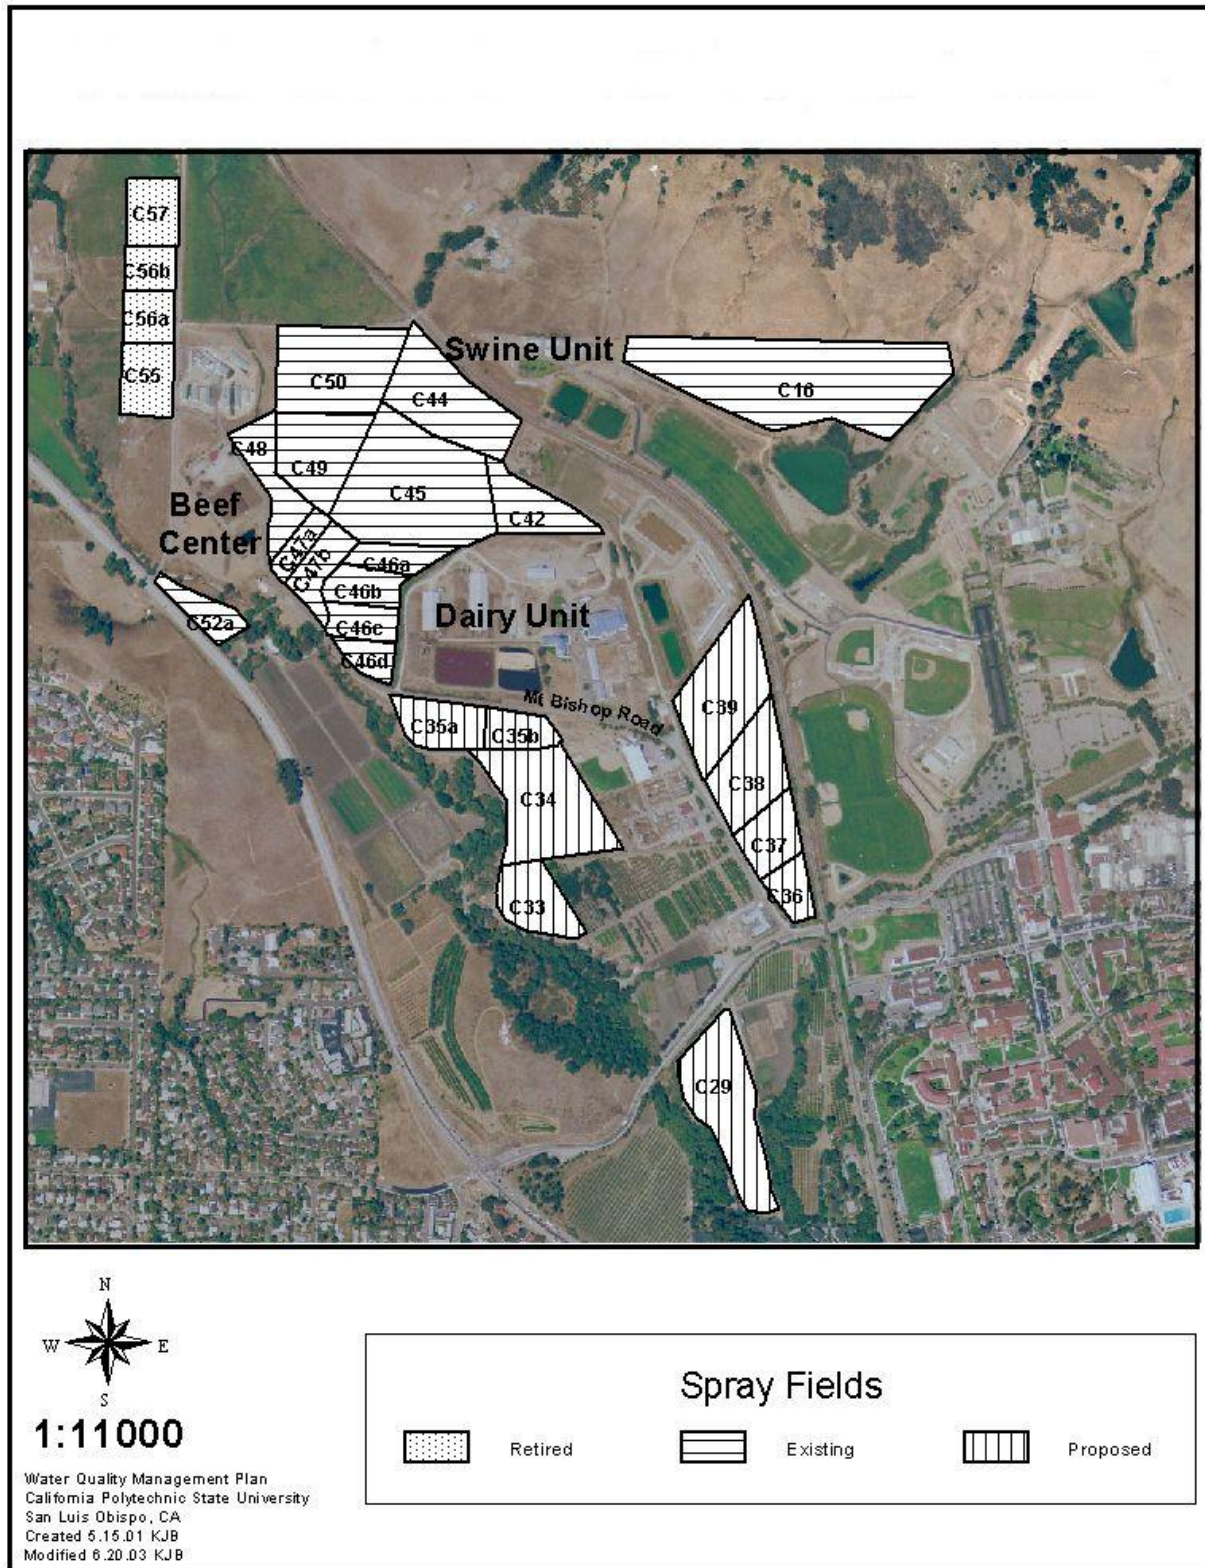 C57
C56b
C56a
C55
C50
C44
Swine Unit
C16
C48
C49
C45
C42
Beef
Center
C47a
C47b
C46a
C46b
C46c
C46d
C52a
Dairy Unit
Mt Bishop Road
C35a
C35b
C34
C33
C39
C38
C37
C36
C29
N
W
E
S
1:11000
Water Quality Management Plan
California Polytechnic State University
San Luis Obispo, CA
Created 5.15.01 KJB
Modified 6.20.03 KJB
Spray Fields
Retired
Existing
Proposed